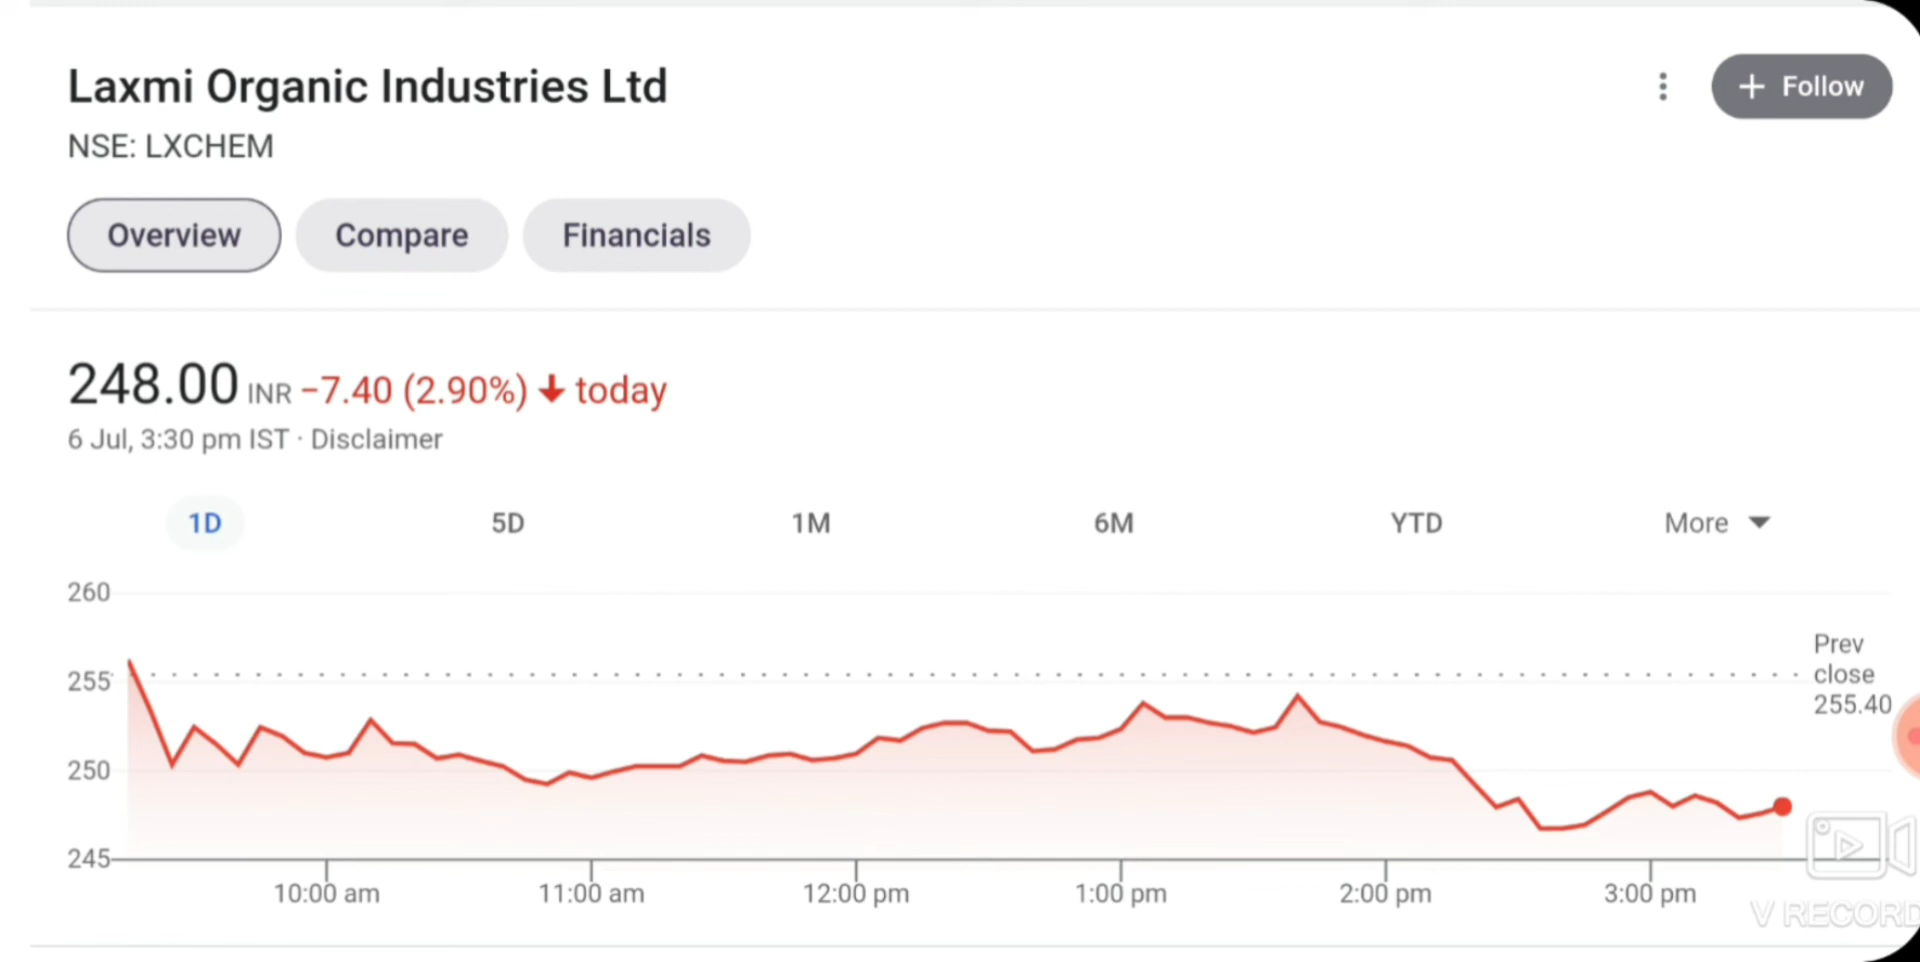 Laxmi Organic Industries Ltd
+ Follow
NSE: LXCHEM
Overview Compare Financials
248.00 INR −7.40 (2.90%) ↓ today
6 Jul, 3:30 pm IST · Disclaimer
1D 5D 1M 6M YTD More
260
255
250
245
Prev
close
255.40
10:00 am 11:00 am 12:00 pm 1:00 pm 2:00 pm 3:00 pm
V RECORD